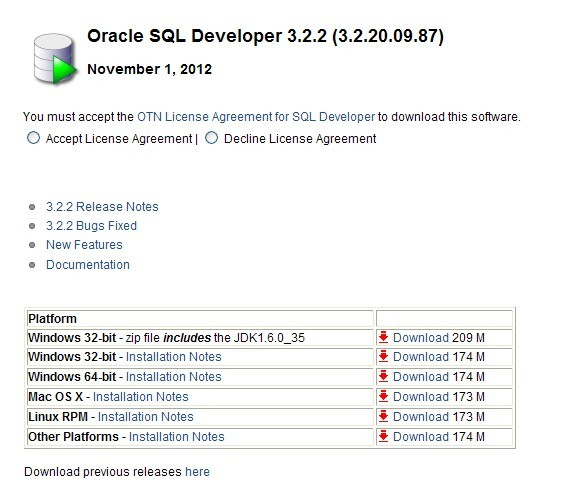 Oracle SQL Developer 3.2.2 (3.2.20.09.87)
November 1, 2012
You must accept the OTN License Agreement for SQL Developer to download this software.
Accept License Agreement | Decline License Agreement
3.2.2 Release Notes
3.2.2 Bugs Fixed
New Features
Documentation
Platform
Windows 32-bit - zip file includes the JDK1.6.0_35 Download 209 M
Windows 32-bit - Installation Notes Download 174 M
Windows 64-bit - Installation Notes Download 174 M
Mac OS X - Installation Notes Download 173 M
Linux RPM - Installation Notes Download 173 M
Other Platforms - Installation Notes Download 174 M
Download previous releases here